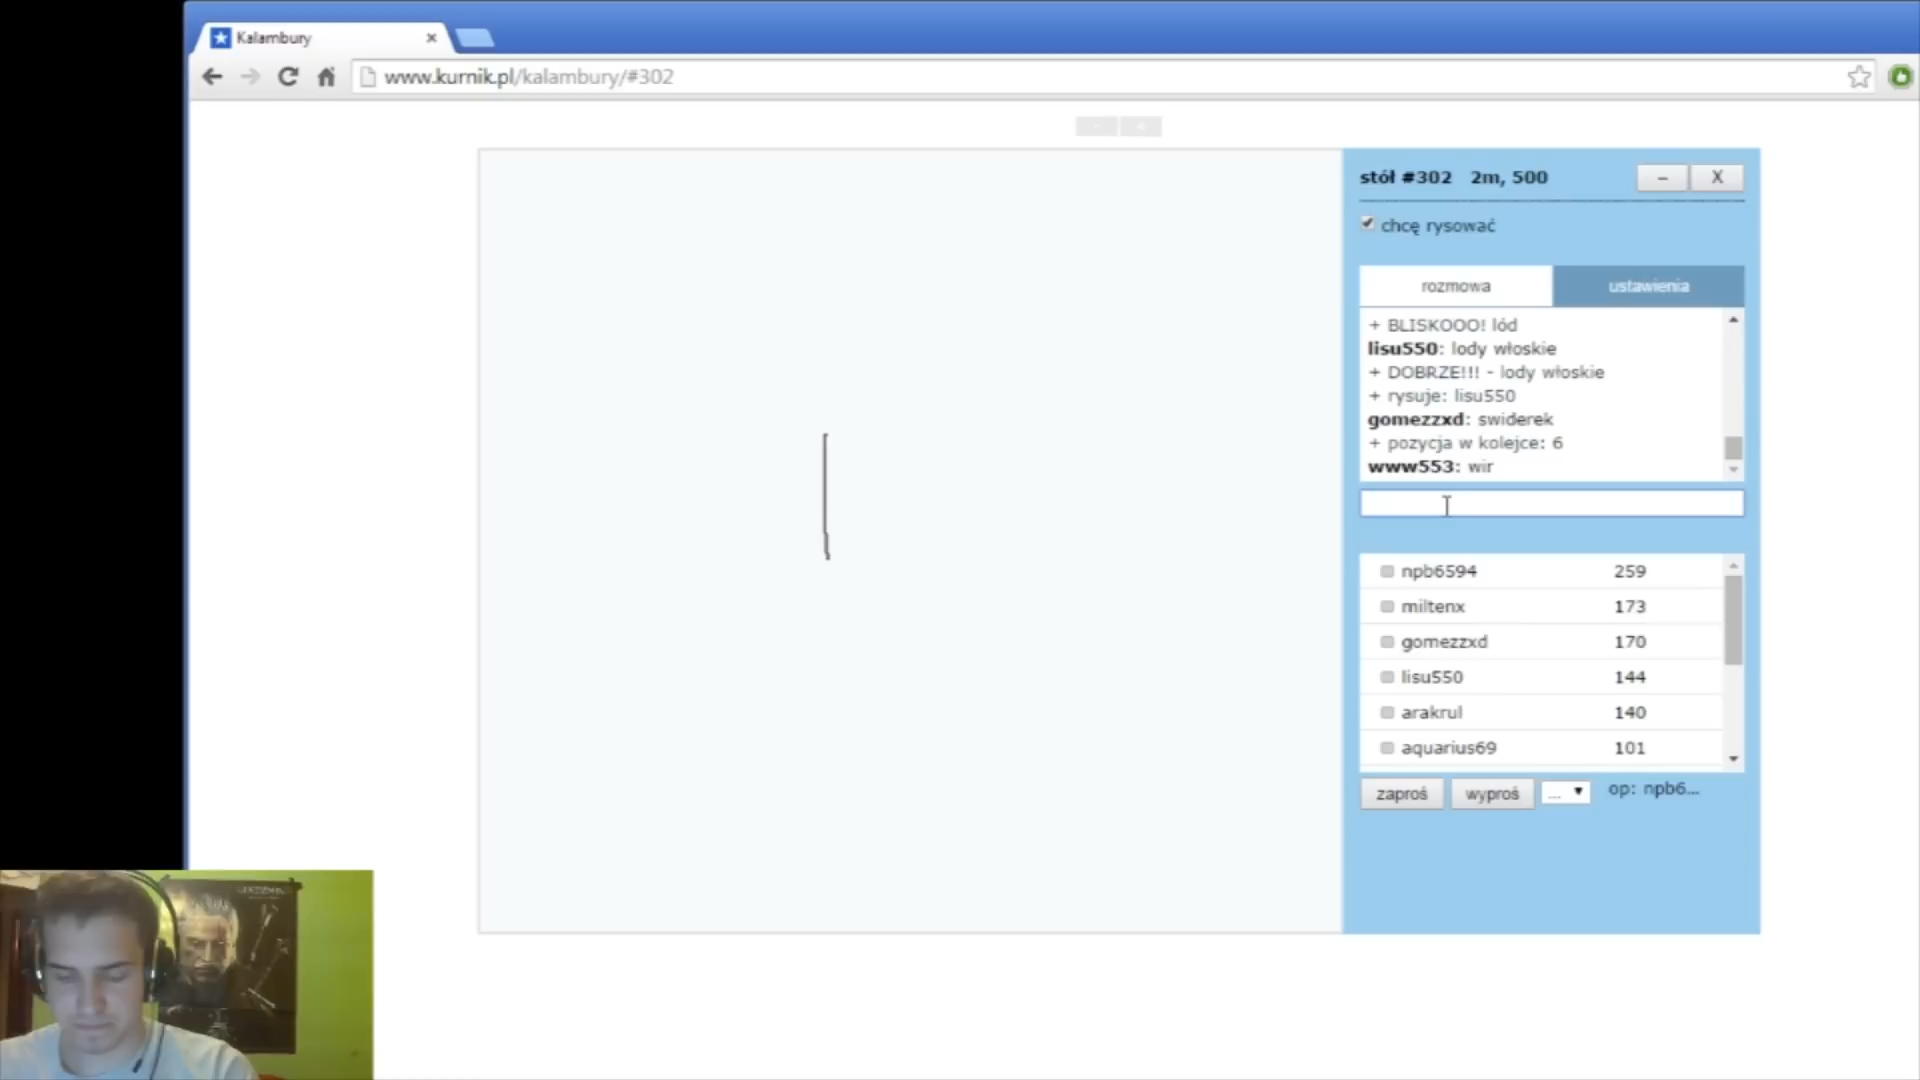 Kalambury
www.kurnik.pl/kalambury/#302
stół #302 2m, 500
– X
chcę rysować
rozmowa ustawienia
+ BLISKOOO! lód
lisu550: lody włoskie
+ DOBRZE!!! - lody włoskie
+ rysuje: lisu550
gomezzxd: swiderek
+ pozycja w kolejce: 6
www553: wir
npb6594 259
miltenx 173
gomezzxd 170
lisu550 144
arakrul 140
aquarius69 101
zaproś wyproś ... op: npb6...